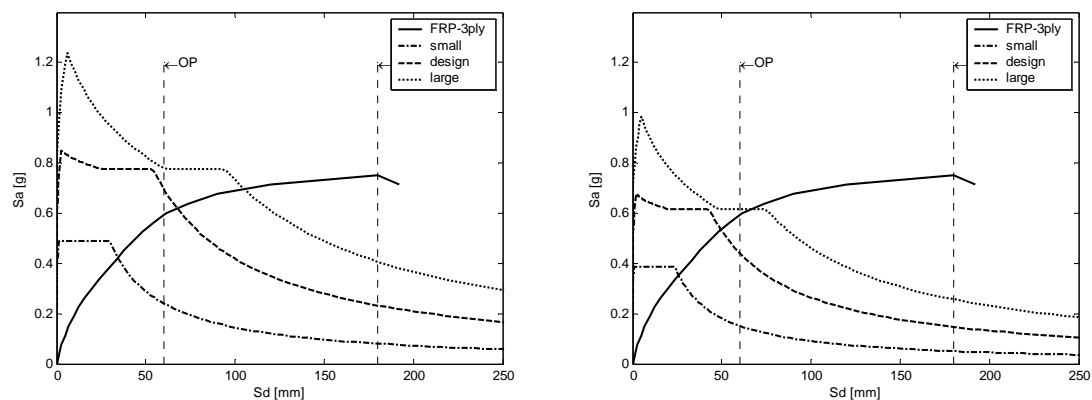 FRP-3ply
small
design
large
←OP
←
1.2
1
0.8
0.6
0.4
0.2
0
Sa [g]
0 50 100 150 200 250
Sd [mm]
FRP-3ply
small
design
large
←OP
←
1.2
1
0.8
0.6
0.4
0.2
0
Sa [g]
0 50 100 150 200 250
Sd [mm]